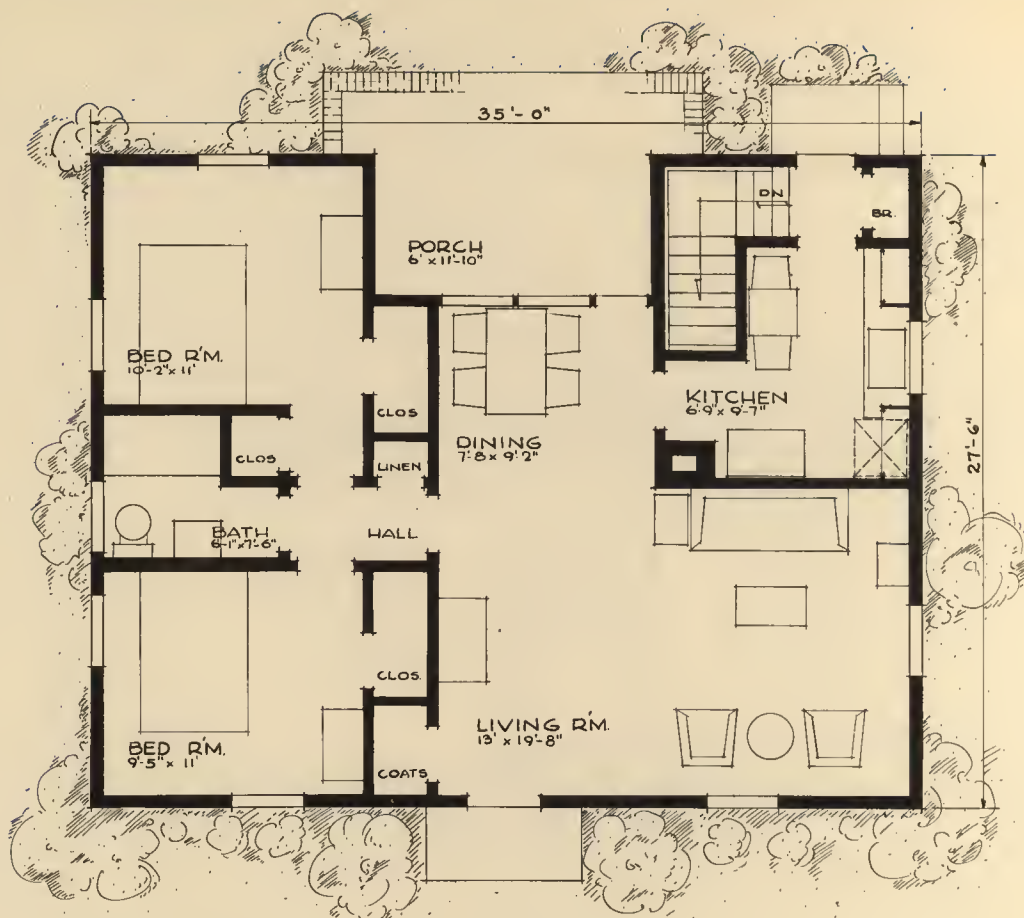 35'-0"
DN
BR.
PORCH
6' x 11'-10"
BED R'M.
10'-2" x 11'
CLOS
KITCHEN
6'-9" x 9'-7"
DINING
7'-8 x 9'-2"
CLOS
LINEN
27'-6"
BATH
6'-1" x 7'-6"
HALL
CLOS.
LIVING R'M.
13' x 19'-8"
BED R'M.
9'-5" x 11'
COATS